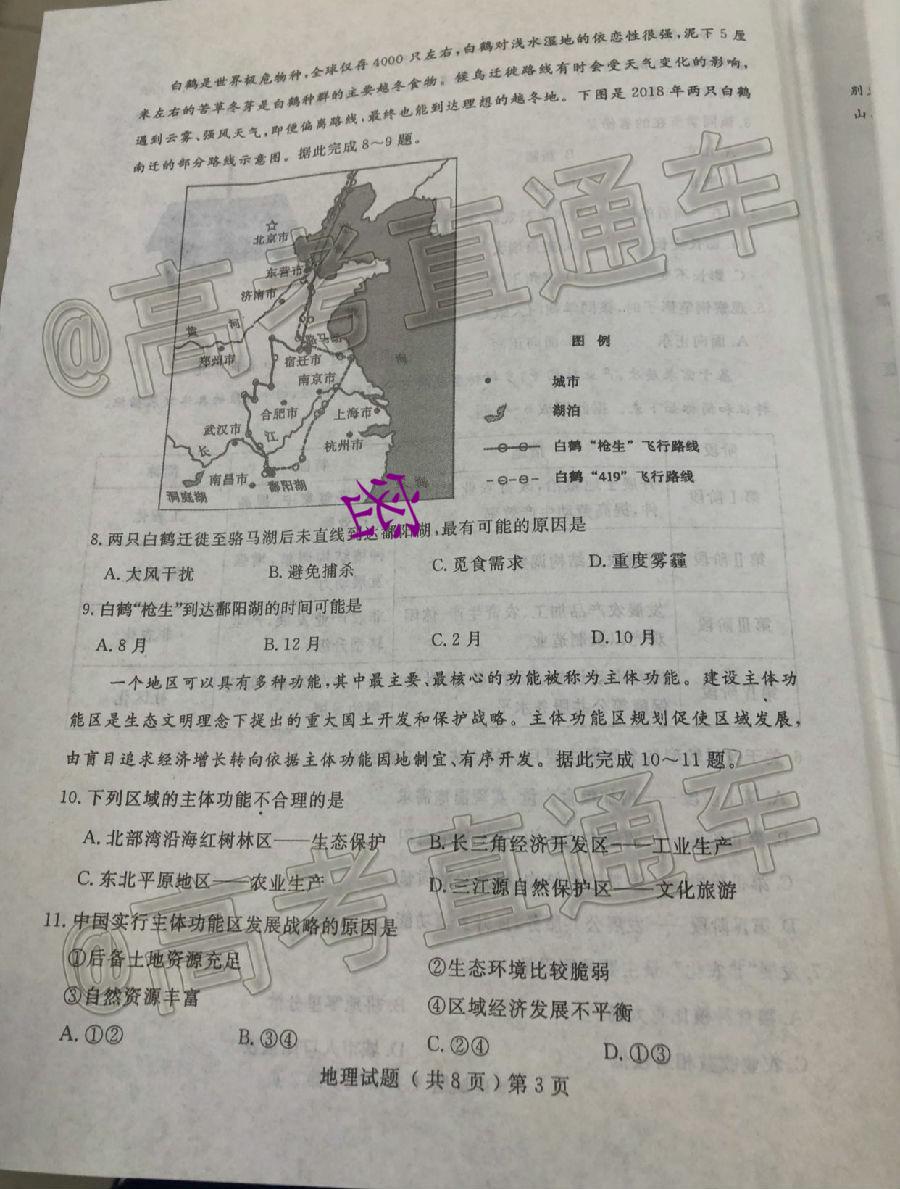 白鹤是世界极危物种,全球仅存4000只左右,白鹤对浅水湿地的依恋性很强,泥下5厘
米左右的苦草冬芽是白鹤种群的主要越冬食物。候鸟迁徙路线有时会受天气变化的影响,
遇到云雾、强风天气,即便偏离路线,最终也能到达理想的越冬地。下图是2018年两只白鹤
南迁的部分路线示意图。据此完成8~9题。
北京市
东营市
济南市
黄
河
郑州市
骆马湖
宿迁市
海
南京市
合肥市
上海市
武汉市
江
杭州市
长
南昌市
鄱阳湖
洞庭湖
海
图 例
城市
湖泊
白鹤“枪生”飞行路线
白鹤“419”飞行路线
密
8.两只白鹤迁徙至骆马湖后未直线到达鄱阳湖,最有可能的原因是
A.大风干扰 B.避免捕杀 C.觅食需求 D.重度雾霾
9.白鹤“枪生”到达鄱阳湖的时间可能是
A.8月 B.12月 C.2月 D.10月
一个地区可以具有多种功能,其中最主要、最核心的功能被称为主体功能。建设主体功
能区是生态文明理念下提出的重大国土开发和保护战略。主体功能区规划促使区域发展,
由盲目追求经济增长转向依据主体功能因地制宜、有序开发。据此完成10~11题。
10.下列区域的主体功能不合理的是
A.北部湾沿海红树林区——生态保护 B.长三角经济开发区——工业生产
C.东北平原地区——农业生产 D.三江源自然保护区——文化旅游
11.中国实行主体功能区发展战略的原因是
①后备土地资源充足 ②生态环境比较脆弱
③自然资源丰富 ④区域经济发展不平衡
A.①② B.③④ C.②④ D.①③
地理试题(共8页)第3页
@高考直通车
@高考直通车